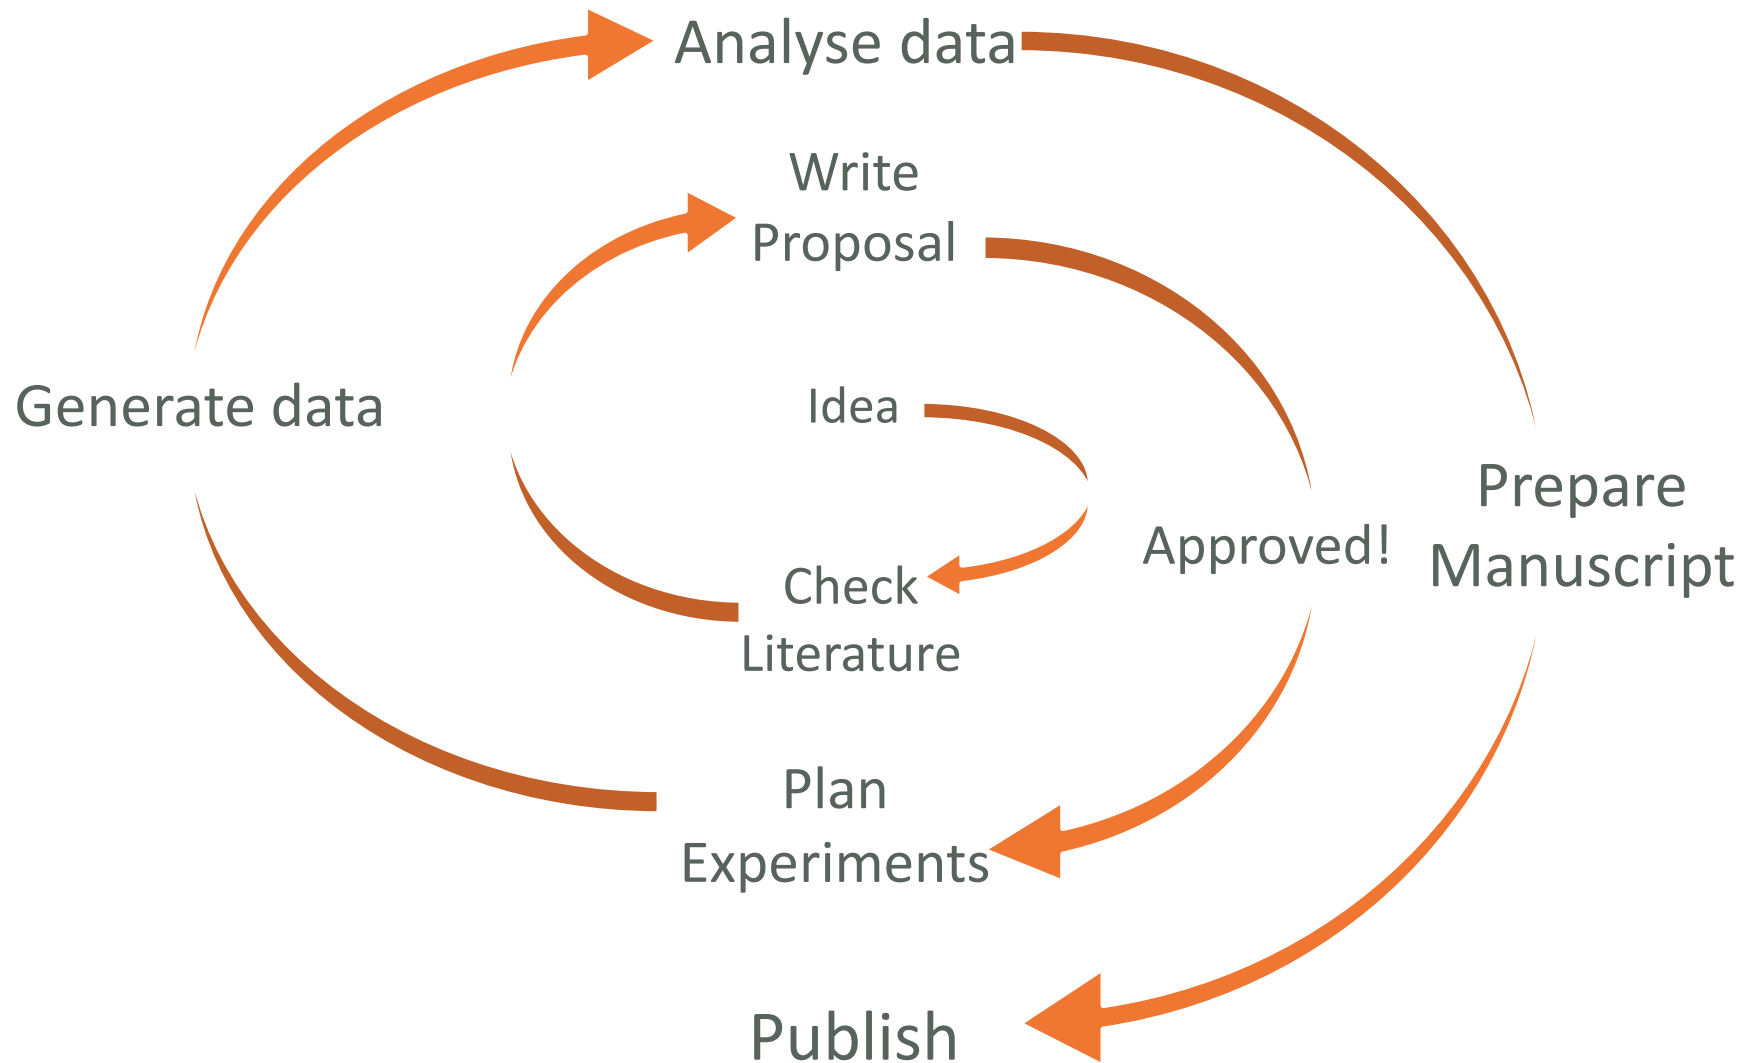 Analyse data
Write
Proposal
Generate data
Idea
Prepare
Manuscript
Approved!
Check
Literature
Plan
Experiments
Publish